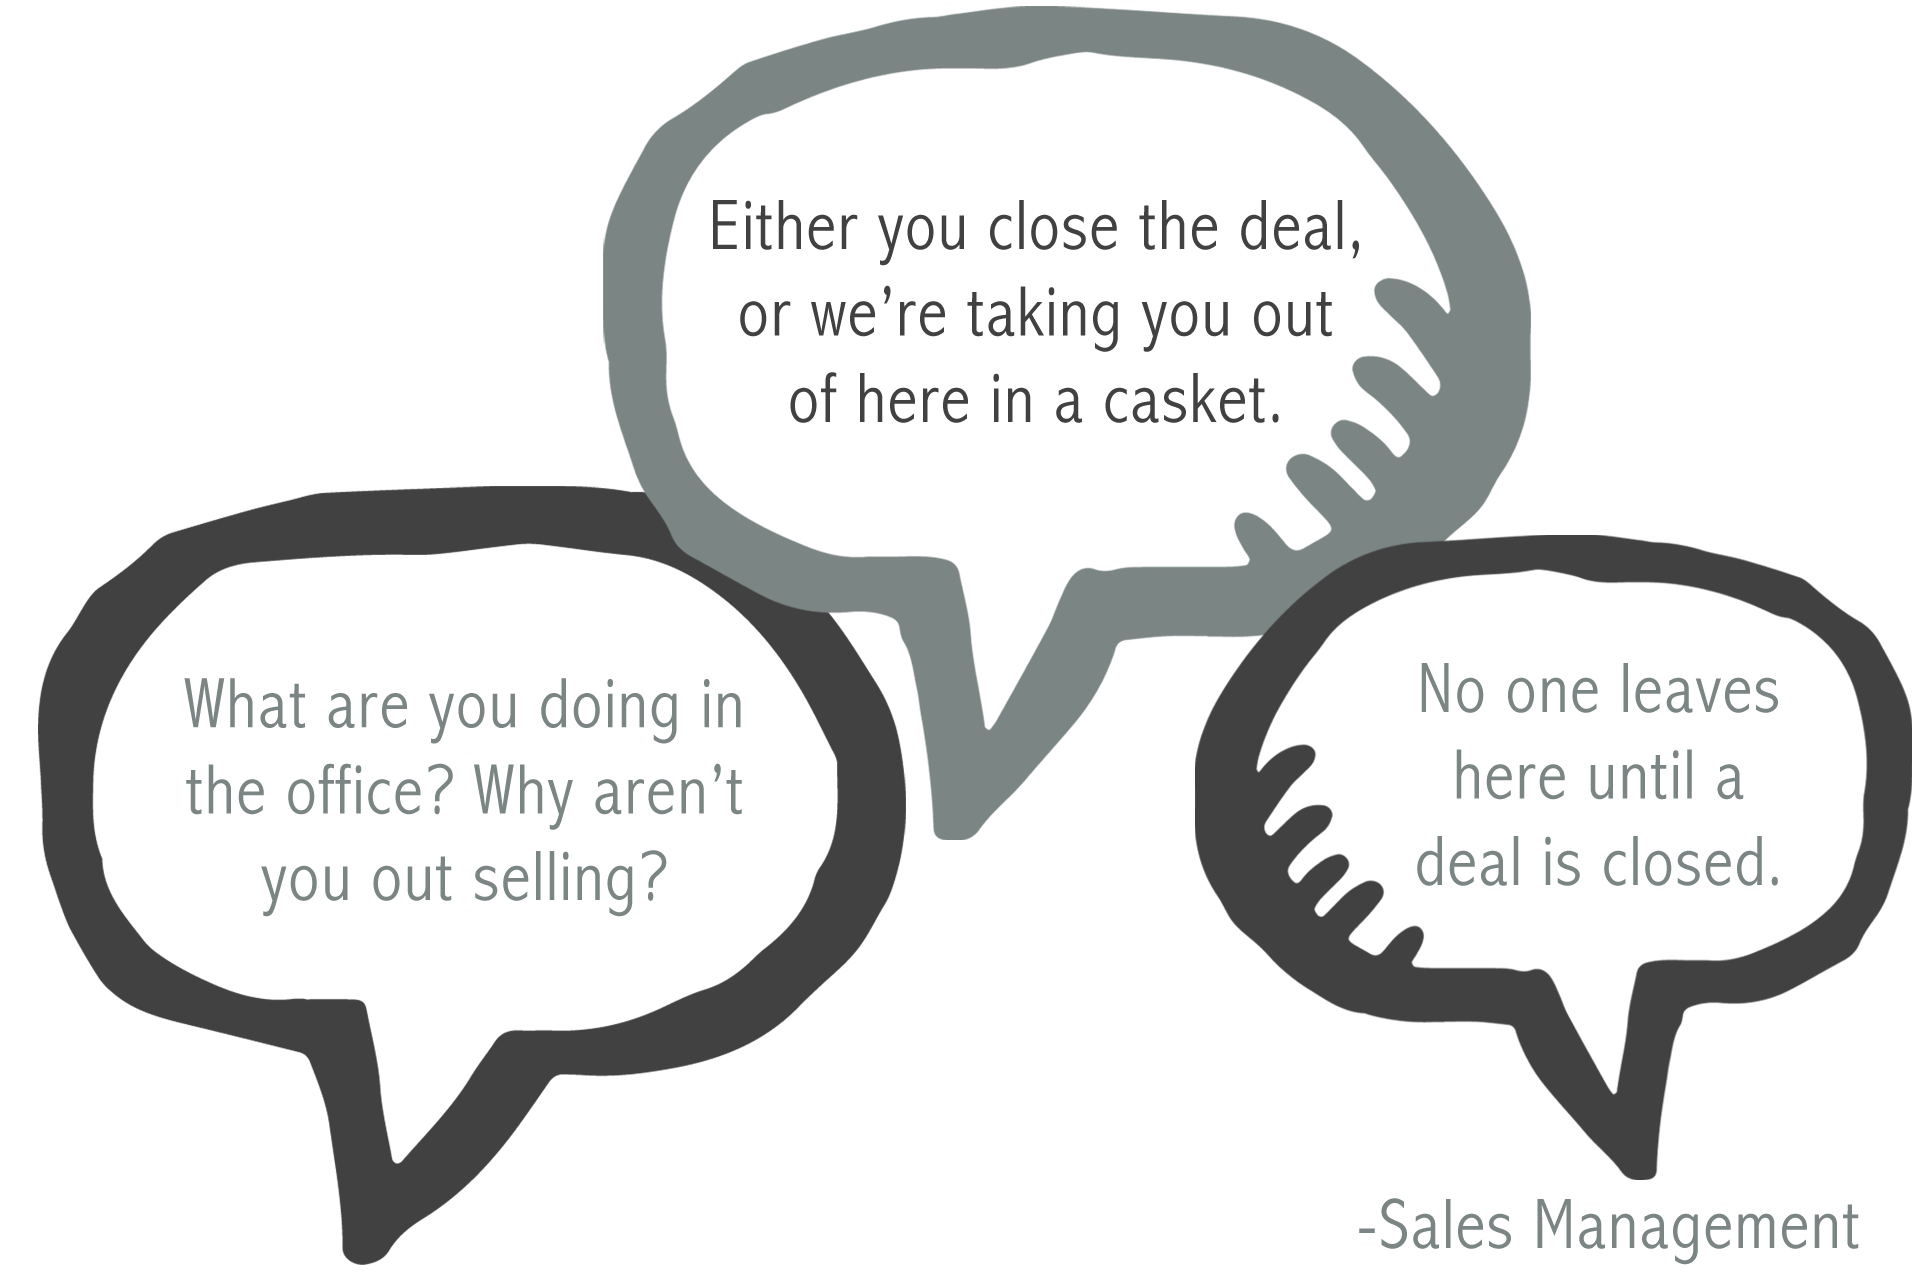 Either you close the deal,
or we’re taking you out
of here in a casket.
What are you doing in
the office? Why aren’t
you out selling?
No one leaves
here until a
deal is closed.
-Sales Management